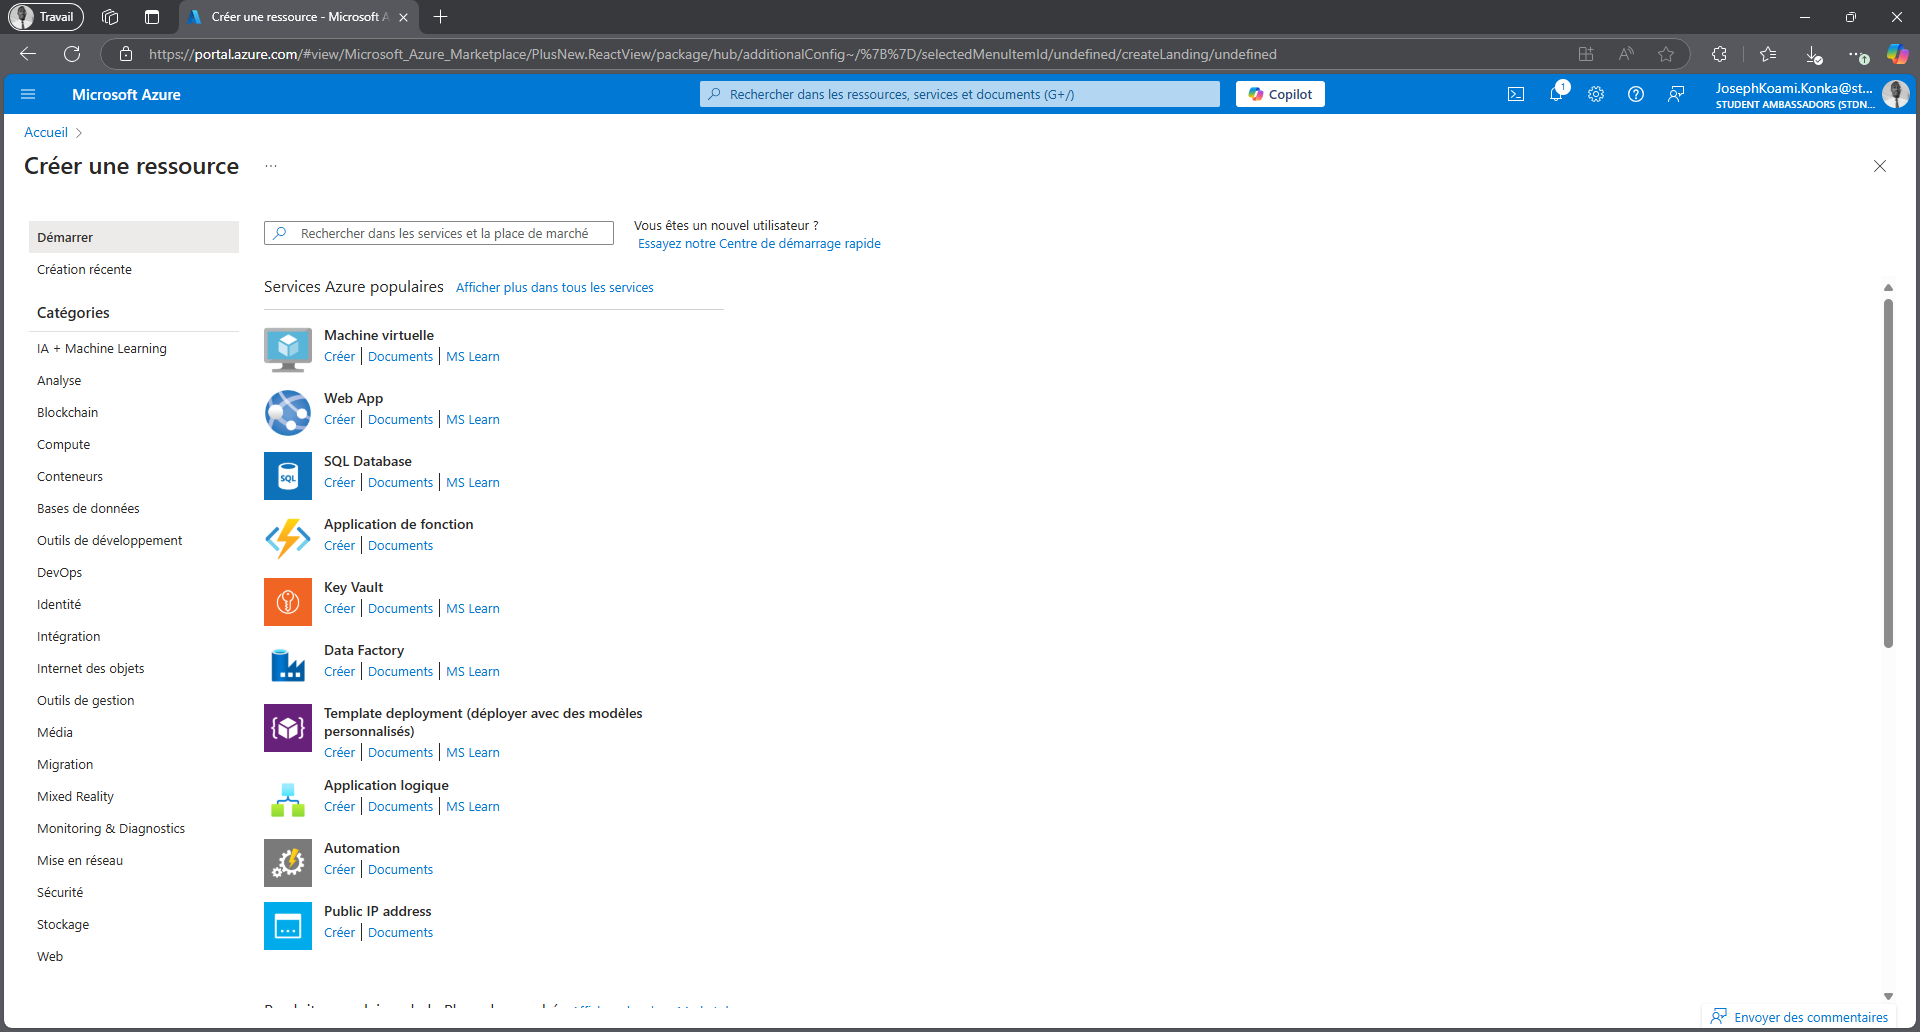 Travail
Créer une ressource - Microsoft A
https://portal.azure.com/#view/Microsoft_Azure_Marketplace/PlusNew.ReactView/package/hub/additionalConfig~/%7B%7D/selectedMenuItemId/undefined/createLanding/undefined
Microsoft Azure
Rechercher dans les ressources, services et documents (G+/)
Copilot
1
JosephKoami.Konka@st...
STUDENT AMBASSADORS (STDN...
Accueil
Créer une ressource
...
Démarrer
Création récente
Catégories
IA + Machine Learning
Analyse
Blockchain
Compute
Conteneurs
Bases de données
Outils de développement
DevOps
Identité
Intégration
Internet des objets
Outils de gestion
Média
Migration
Mixed Reality
Monitoring & Diagnostics
Mise en réseau
Sécurité
Stockage
Web
Rechercher dans les services et la place de marché
Vous êtes un nouvel utilisateur ?
Essayez notre Centre de démarrage rapide
Services Azure populaires Afficher plus dans tous les services
Machine virtuelle
Créer | Documents | MS Learn
Web App
Créer | Documents | MS Learn
SQL
SQL Database
Créer | Documents | MS Learn
Application de fonction
Créer | Documents
Key Vault
Créer | Documents | MS Learn
Data Factory
Créer | Documents | MS Learn
Template deployment (déployer avec des modèles
personnalisés)
Créer | Documents | MS Learn
Application logique
Créer | Documents | MS Learn
Automation
Créer | Documents
Public IP address
Créer | Documents
Envoyer des commentaires